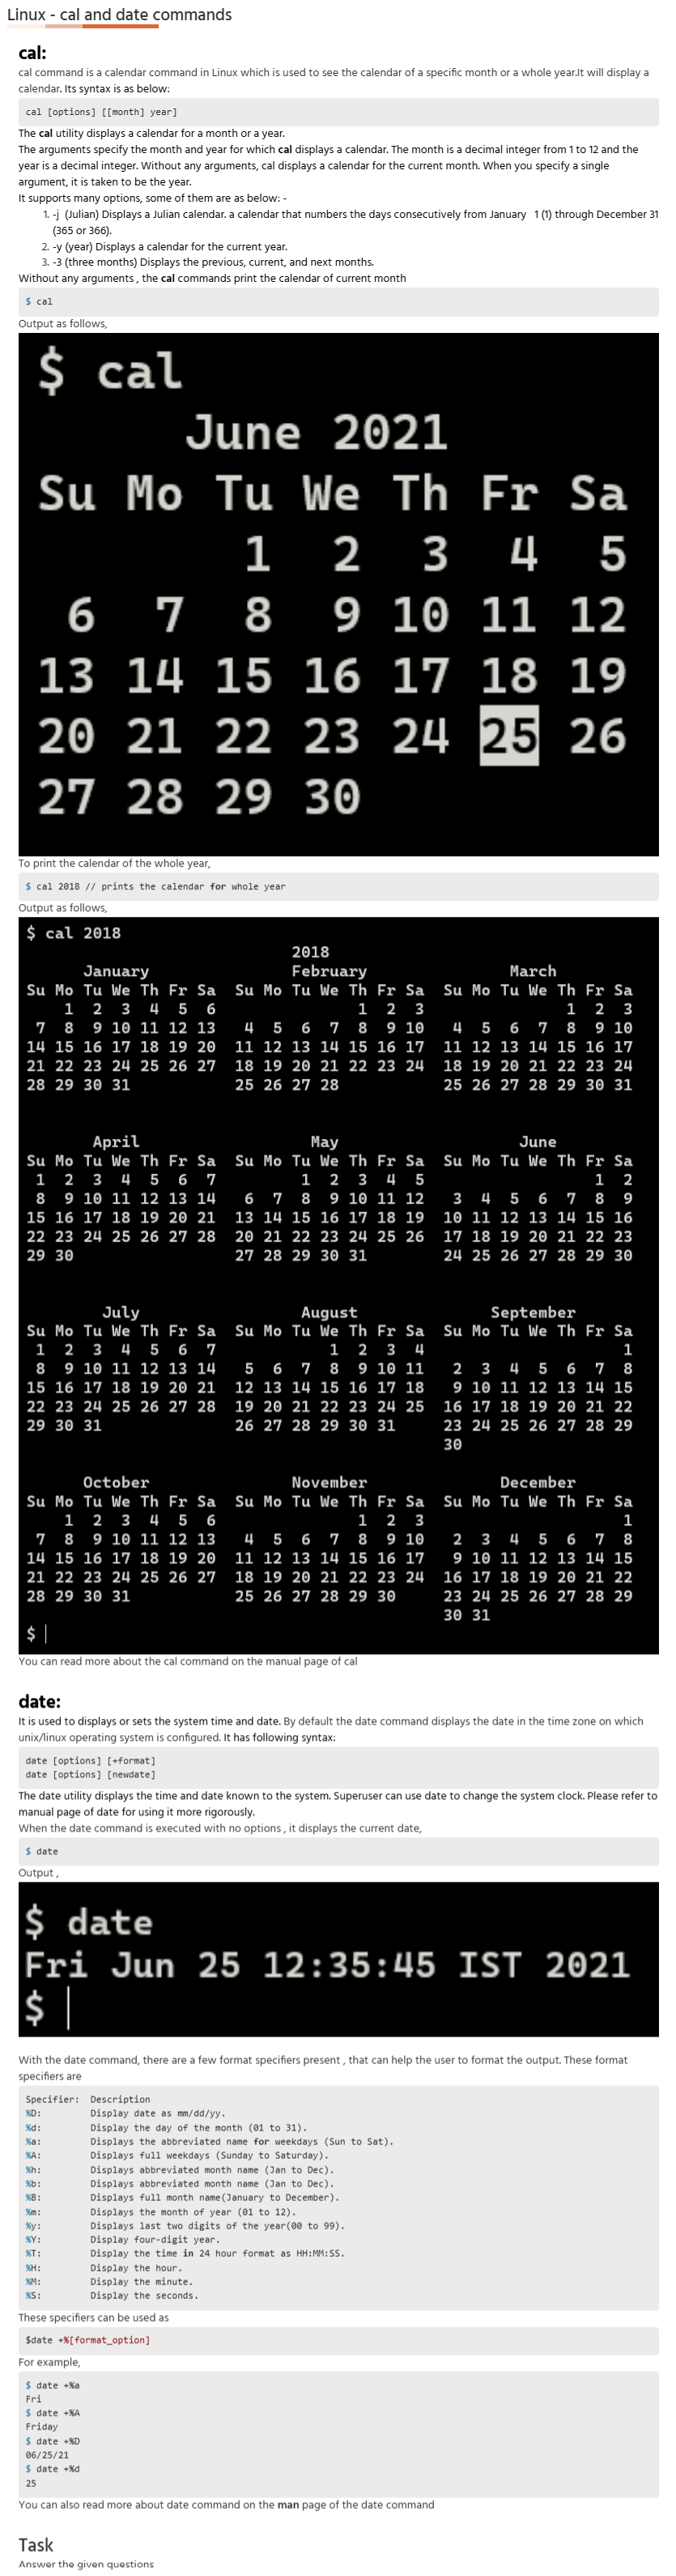 Linux - cal and date commands
cal:
cal command is a calendar command in Linux which is used to see the calendar of a specific month or a whole year.It will display a
calendar. Its syntax is as below:
cal [options] [[month] year]
The cal utility displays a calendar for a month or a year.
The arguments specify the month and year for which cal displays a calendar. The month is a decimal integer from 1 to 12 and the
year is a decimal integer. Without any arguments, cal displays a calendar for the current month. When you specify a single
argument, it is taken to be the year.
It supports many options, some of them are as below: -
1. -j (Julian) Displays a Julian calendar. a calendar that numbers the days consecutively from January 1 (1) through December 31
(365 or 366).
2. -y (year) Displays a calendar for the current year.
3. -3 (three months) Displays the previous, current, and next months.
Without any arguments , the cal commands print the calendar of current month
$ cal
Output as follows,
$ cal
June 2021
Su Mo Tu We Th Fr Sa
1 2 3 4 5
6 7 8 9 10 11 12
13 14 15 16 17 18 19
20 21 22 23 24 25 26
27 28 29 30
To print the calendar of the whole year,
$ cal 2018 // prints the calendar for whole year
Output as follows,
$ cal 2018
2018
January February March
Su Mo Tu We Th Fr Sa Su Mo Tu We Th Fr Sa Su Mo Tu We Th Fr Sa
1 2 3 4 5 6 1 2 3 1 2 3
7 8 9 10 11 12 13 4 5 6 7 8 9 10 4 5 6 7 8 9 10
14 15 16 17 18 19 20 11 12 13 14 15 16 17 11 12 13 14 15 16 17
21 22 23 24 25 26 27 18 19 20 21 22 23 24 18 19 20 21 22 23 24
28 29 30 31 25 26 27 28 25 26 27 28 29 30 31
April May June
Su Mo Tu We Th Fr Sa Su Mo Tu We Th Fr Sa Su Mo Tu We Th Fr Sa
1 2 3 4 5 6 7 1 2 3 4 5 1 2
8 9 10 11 12 13 14 6 7 8 9 10 11 12 3 4 5 6 7 8 9
15 16 17 18 19 20 21 13 14 15 16 17 18 19 10 11 12 13 14 15 16
22 23 24 25 26 27 28 20 21 22 23 24 25 26 17 18 19 20 21 22 23
29 30 27 28 29 30 31 24 25 26 27 28 29 30
July August September
Su Mo Tu We Th Fr Sa Su Mo Tu We Th Fr Sa Su Mo Tu We Th Fr Sa
1 2 3 4 5 6 7 1 2 3 4 1
8 9 10 11 12 13 14 5 6 7 8 9 10 11 2 3 4 5 6 7 8
15 16 17 18 19 20 21 12 13 14 15 16 17 18 9 10 11 12 13 14 15
22 23 24 25 26 27 28 19 20 21 22 23 24 25 16 17 18 19 20 21 22
29 30 31 26 27 28 29 30 31 23 24 25 26 27 28 29
30
October November December
Su Mo Tu We Th Fr Sa Su Mo Tu We Th Fr Sa Su Mo Tu We Th Fr Sa
1 2 3 4 5 6 1 2 3 1
7 8 9 10 11 12 13 4 5 6 7 8 9 10 2 3 4 5 6 7 8
14 15 16 17 18 19 20 11 12 13 14 15 16 17 9 10 11 12 13 14 15
21 22 23 24 25 26 27 18 19 20 21 22 23 24 16 17 18 19 20 21 22
28 29 30 31 25 26 27 28 29 30 23 24 25 26 27 28 29
30 31
$
You can read more about the cal command on the manual page of cal
date:
It is used to displays or sets the system time and date. By default the date command displays the date in the time zone on which
unix/linux operating system is configured. It has following syntax:
date [options] [+format]
date [options] [newdate]
The date utility displays the time and date known to the system. Superuser can use date to change the system clock. Please refer to
manual page of date for using it more rigorously.
When the date command is executed with no options , it displays the current date,
$ date
Output ,
$ date
Fri Jun 25 12:35:45 IST 2021
$
With the date command, there are a few format specifiers present , that can help the user to format the output. These format
specifiers are
Specifier: Description
%D: Display date as mm/dd/yy.
%d: Display the day of the month (01 to 31).
%a: Displays the abbreviated name for weekdays (Sun to Sat).
%A: Displays full weekdays (Sunday to Saturday).
%h: Displays abbreviated month name (Jan to Dec).
%b: Displays abbreviated month name (Jan to Dec).
%B: Displays full month name(January to December).
%m: Displays the month of year (01 to 12).
%y: Displays last two digits of the year(00 to 99).
%Y: Display four-digit year.
%T: Display the time in 24 hour format as HH:MM:SS.
%H: Display the hour.
%M: Display the minute.
%S: Display the seconds.
These specifiers can be used as
$date +%[format_option]
For example,
$ date +%a
Fri
$ date +%A
Friday
$ date +%D
06/25/21
$ date +%d
25
You can also read more about date command on the man page of the date command
Task
Answer the given questions